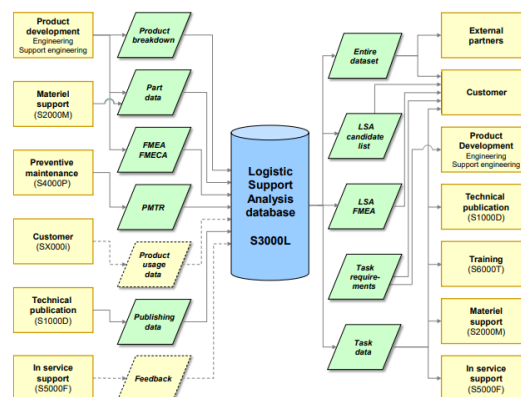 Product
development
Engineering
Support engineering
Materiel
support
(S2000M)
Preventive
maintenance
(S4000P)
Customer
(SX000i)
Technical
publication
(S1000D)
In service
support
(S5000F)
Product
breakdown
Part
data
FMEA
FMECA
PMTR
Product
usage
data
Publishing
data
Feedback
Logistic
Support
Analysis
database
S3000L
Entire
dataset
LSA
candidate
list
LSA
FMEA
Task
require-
ments
Task
data
External
partners
Customer
Product
Development
Engineering
Support engineering
Technical
publication
(S1000D)
Training
(S6000T)
Materiel
support
(S2000M)
In service
support
(S5000F)